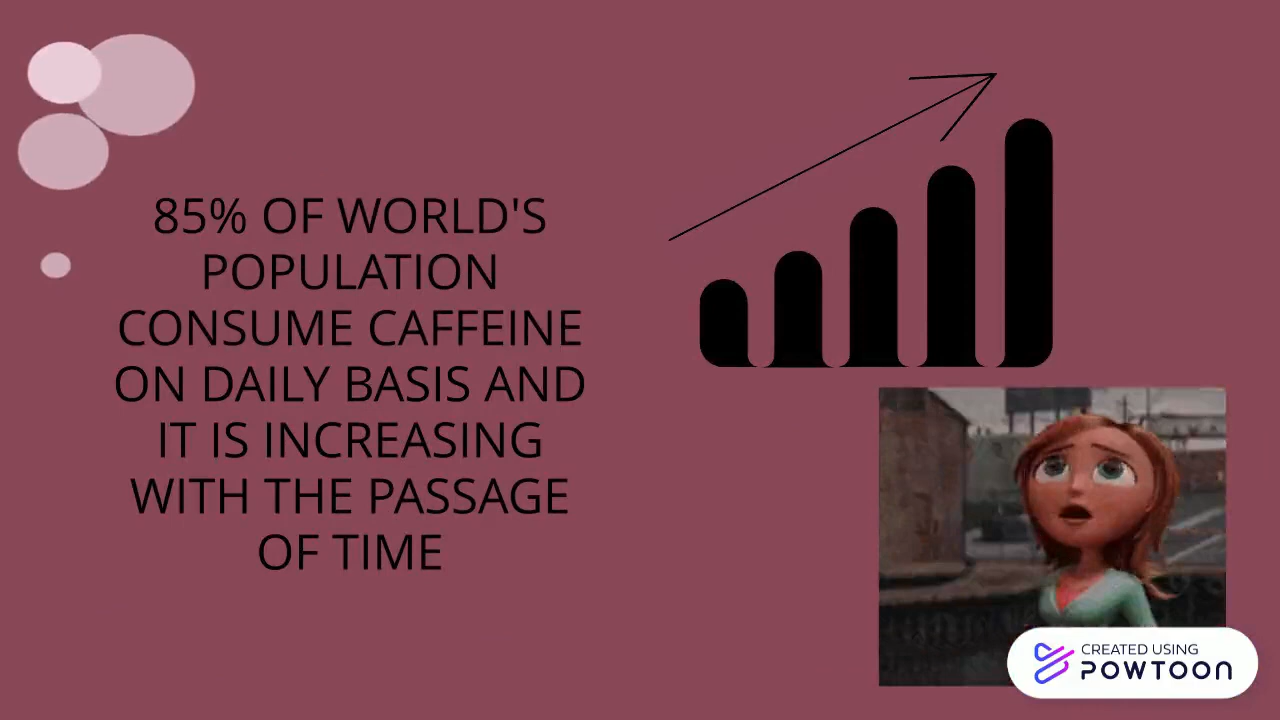 85% OF WORLD'S
POPULATION
CONSUME CAFFEINE
ON DAILY BASIS AND
IT IS INCREASING
WITH THE PASSAGE
OF TIME
CREATED USING
POWTOON